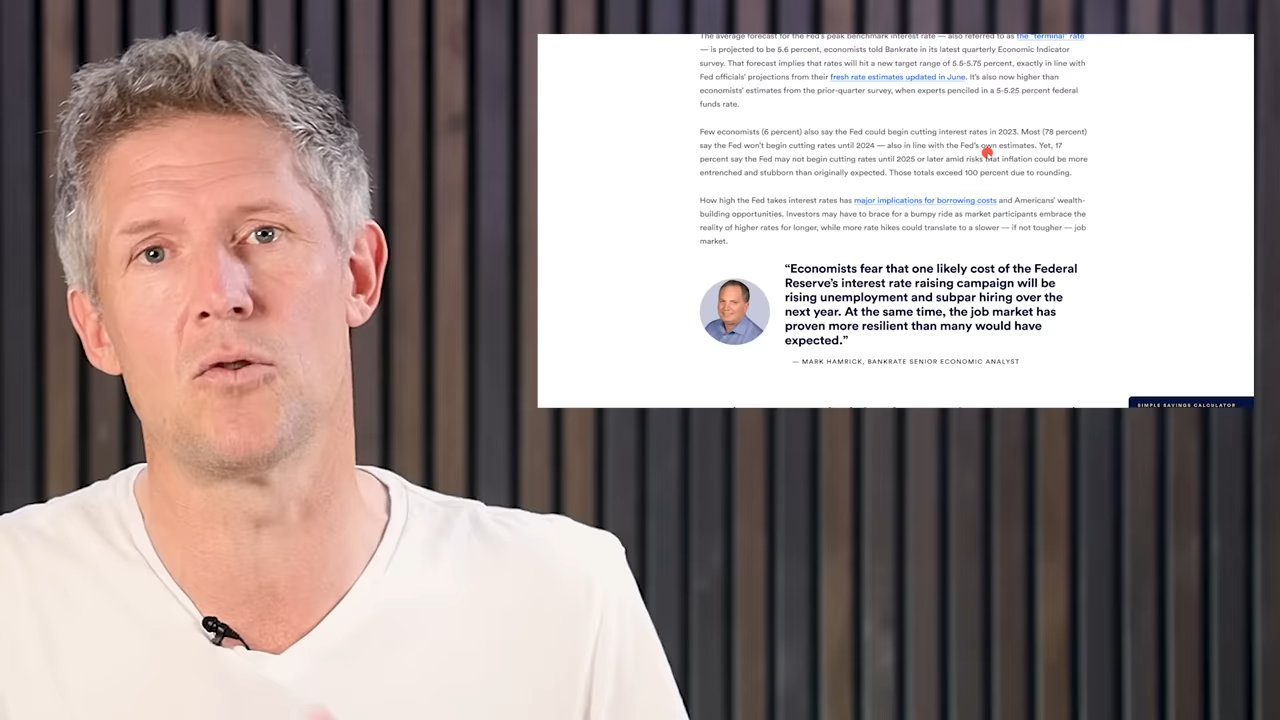 The average forecast for the Fed's peak benchmark interest rate — also referred to as the "terminal" rate
— is projected to be 5.6 percent, economists told Bankrate in its latest quarterly Economic Indicator
survey. That forecast implies that rates will hit a new target range of 5.5-5.75 percent, exactly in line with
Fed officials' projections from their fresh rate estimates updated in June. It's also now higher than
economists' estimates from the prior-quarter survey, when experts penciled in a 5-5.25 percent federal
funds rate.
Few economists (6 percent) also say the Fed could begin cutting interest rates in 2023. Most (78 percent)
say the Fed won't begin cutting rates until 2024 — also in line with the Fed's own estimates. Yet, 17
percent say the Fed may not begin cutting rates until 2025 or later amid risks that inflation could be more
entrenched and stubborn than originally expected. Those totals exceed 100 percent due to rounding.
How high the Fed takes interest rates has major implications for borrowing costs and Americans' wealth-
building opportunities. Investors may have to brace for a bumpy ride as market participants embrace the
reality of higher rates for longer, while more rate hikes could translate to a slower — if not tougher — job
market.
“Economists fear that one likely cost of the Federal
Reserve’s interest rate raising campaign will be
rising unemployment and subpar hiring over the
next year. At the same time, the job market has
proven more resilient than many would have
expected.”
— MARK HAMRICK, BANKRATE SENIOR ECONOMIC ANALYST
SIMPLE SAVINGS CALCULATOR